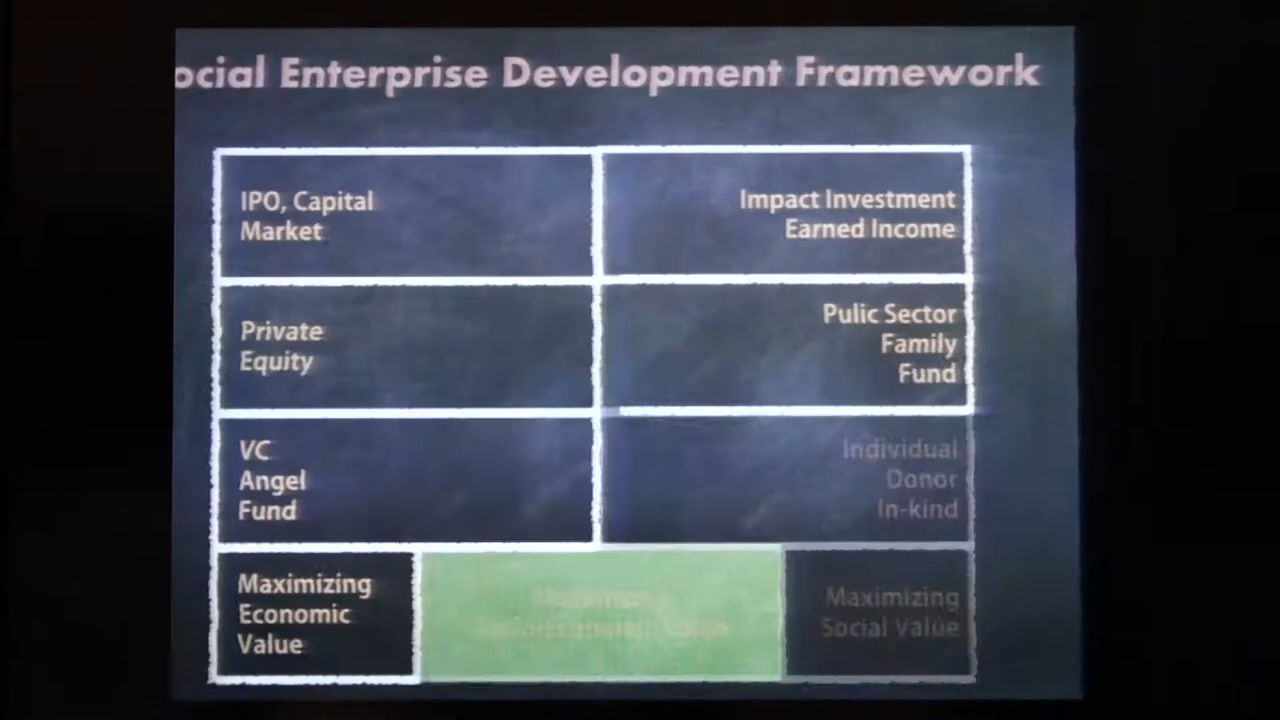 ocial Enterprise Development Framework
IPO, Capital
Market
Impact Investment
Earned Income
Private
Equity
Pulic Sector
Family
Fund
VC
Angel
Fund
Individual
Donor
In-kind
Maximizing
Economic
Value
Maximizing
Social Value